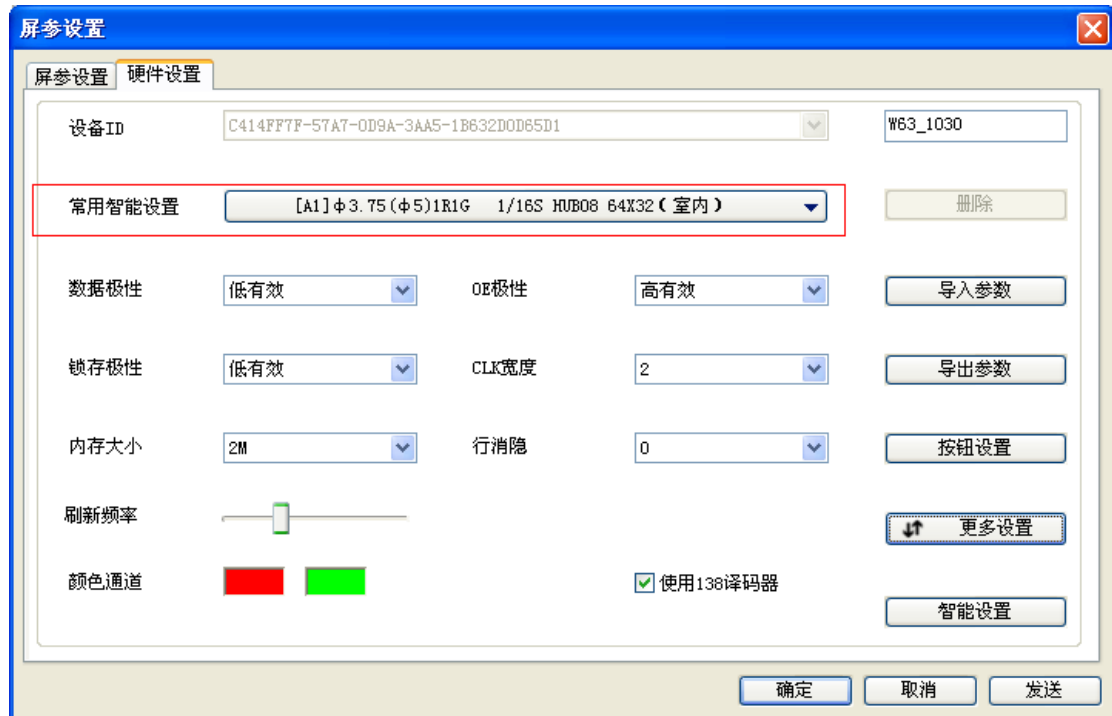 屏参设置
屏参设置 硬件设置
设备ID C414FF7F-57A7-0D9A-3AA5-1B632D0D65D1 W63_1030
常用智能设置 [A1]φ3.75(φ5)1R1G 1/16S HUB08 64X32(室内) 删除
数据极性 低有效 OE极性 高有效 导入参数
锁存极性 低有效 CLK宽度 2 导出参数
内存大小 2M 行消隐 0 按钮设置
刷新频率 更多设置
颜色通道 使用138译码器
智能设置
确定 取消 发送